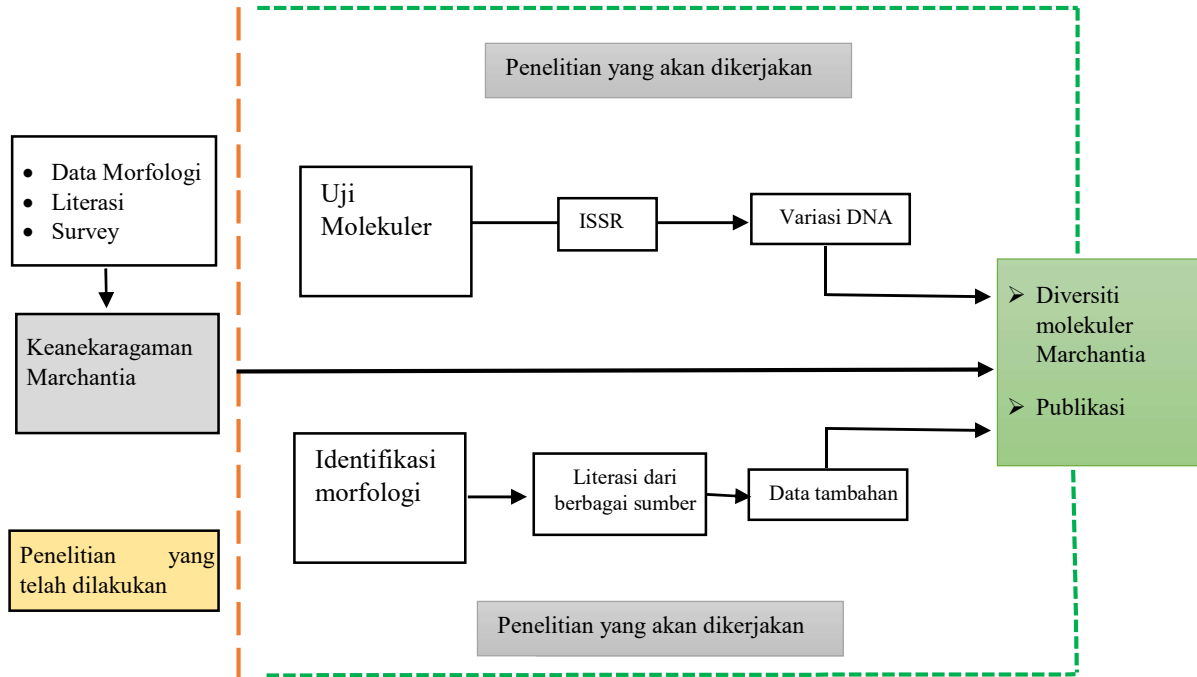 Penelitian yang akan dikerjakan
• Data Morfologi
• Literasi
• Survey
Keanekaragaman
Marchantia
Penelitian yang
telah dilakukan
Uji
Molekuler
ISSR
Variasi DNA
Identifikasi
morfologi
Literasi dari
berbagai sumber
Data tambahan
➢ Diversiti
molekuler
Marchantia
➢ Publikasi
Penelitian yang akan dikerjakan